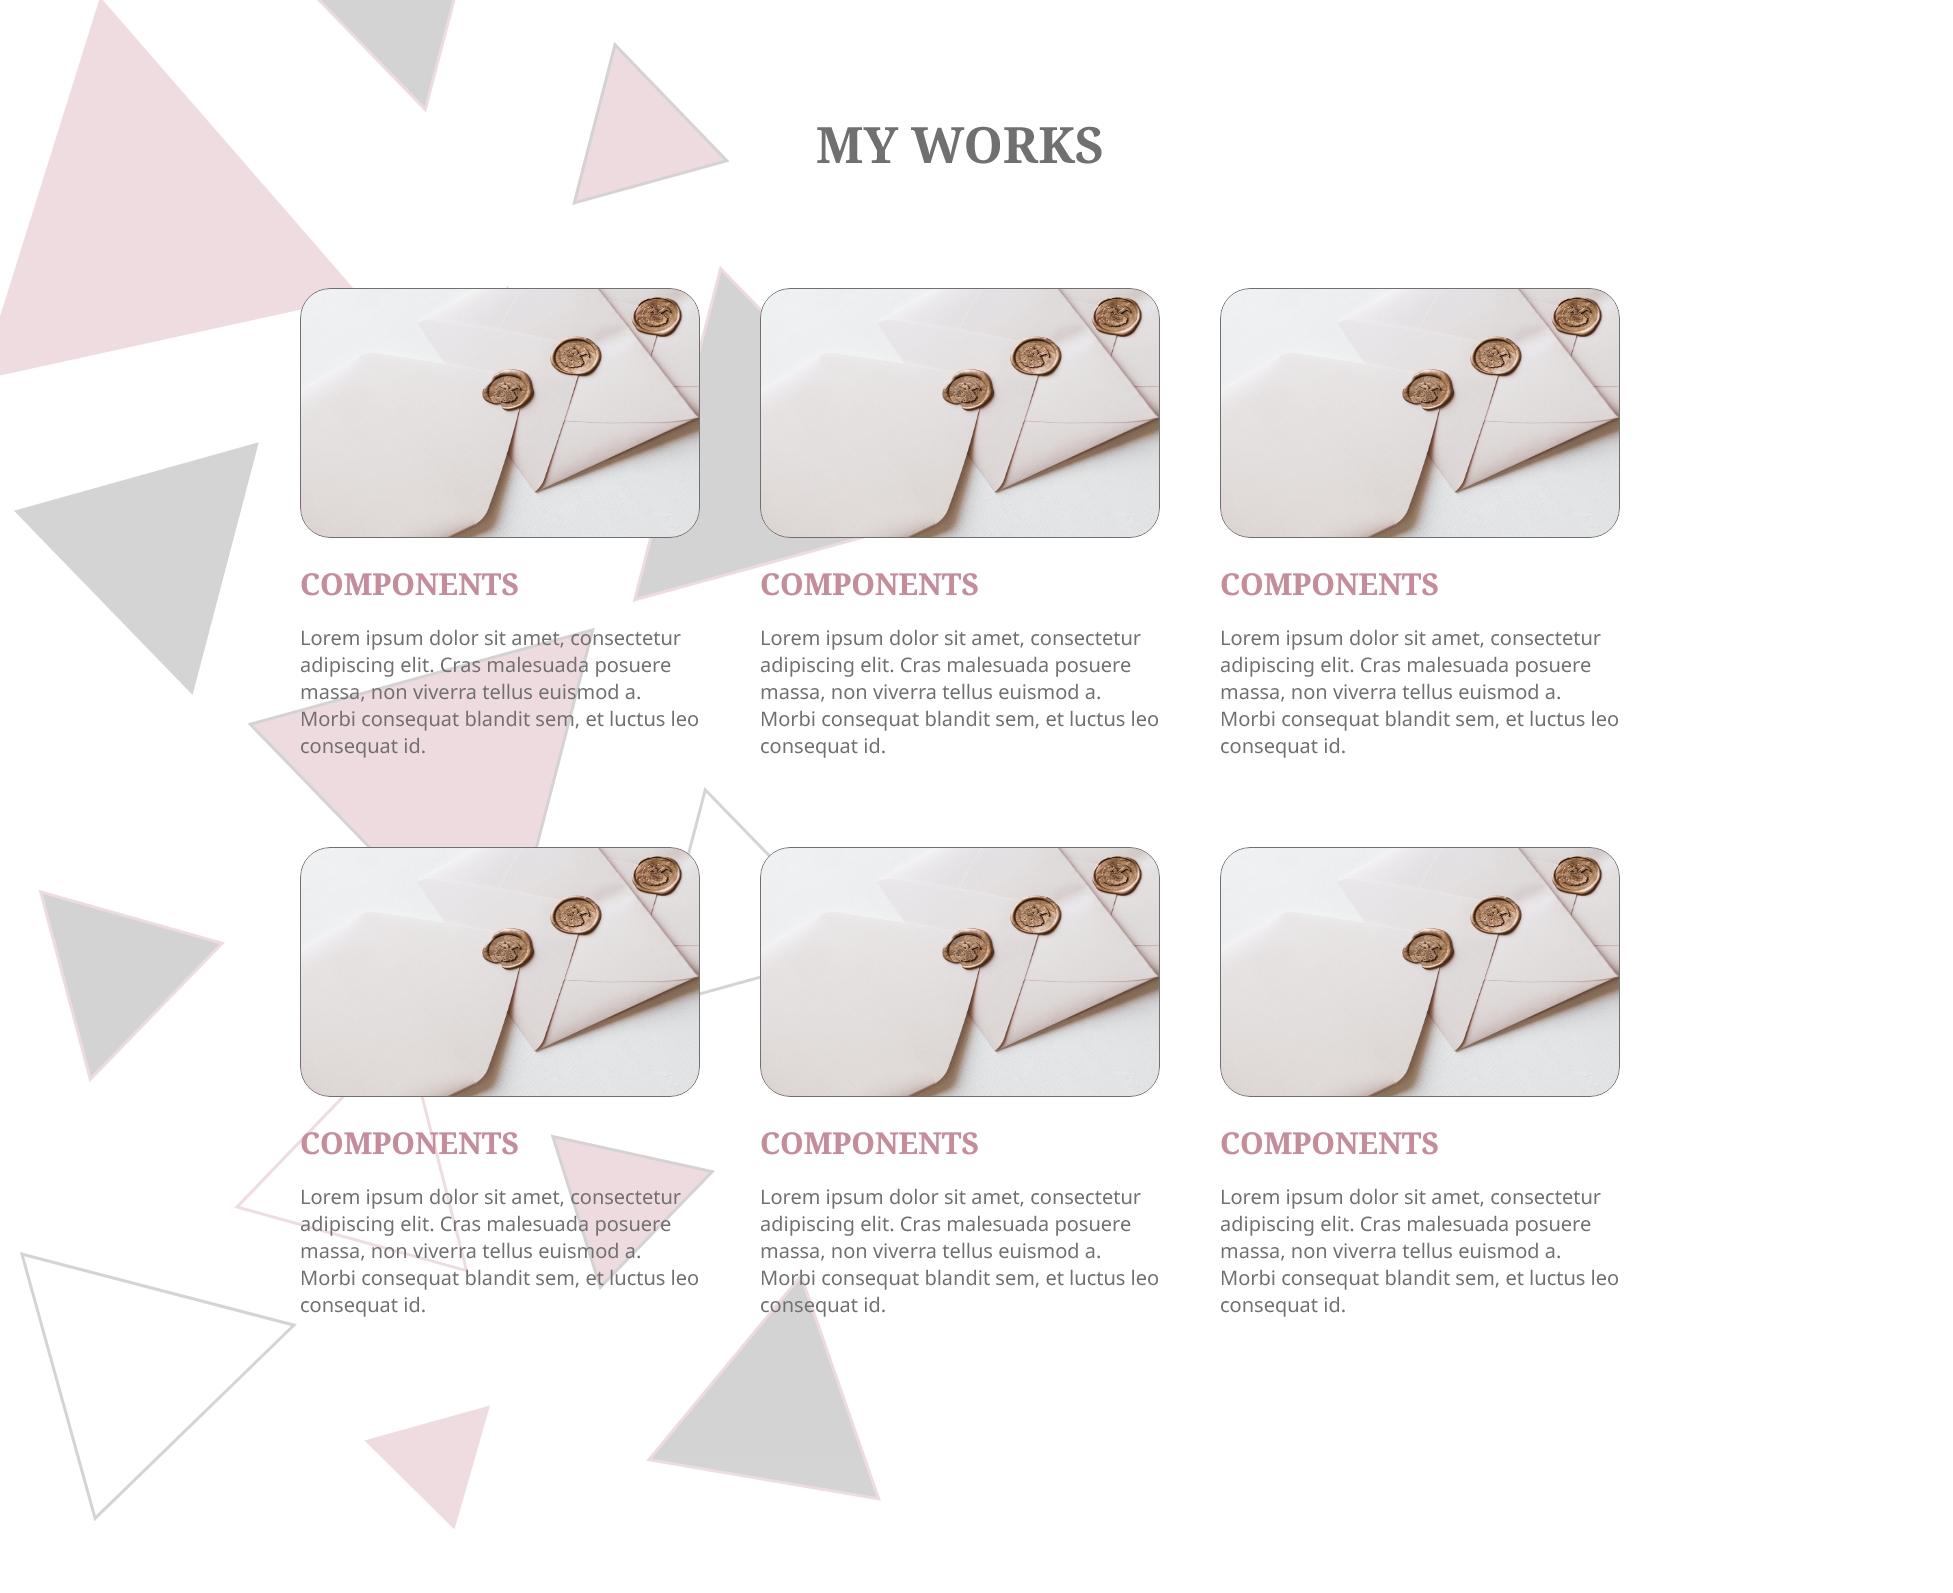 MY WORKS
COMPONENTS
Lorem ipsum dolor sit amet, consectetur
adipiscing elit. Cras malesuada posuere
massa, non viverra tellus euismod a.
Morbi consequat blandit sem, et luctus leo
consequat id.
COMPONENTS
Lorem ipsum dolor sit amet, consectetur
adipiscing elit. Cras malesuada posuere
massa, non viverra tellus euismod a.
Morbi consequat blandit sem, et luctus leo
consequat id.
COMPONENTS
Lorem ipsum dolor sit amet, consectetur
adipiscing elit. Cras malesuada posuere
massa, non viverra tellus euismod a.
Morbi consequat blandit sem, et luctus leo
consequat id.
COMPONENTS
Lorem ipsum dolor sit amet, consectetur
adipiscing elit. Cras malesuada posuere
massa, non viverra tellus euismod a.
Morbi consequat blandit sem, et luctus leo
consequat id.
COMPONENTS
Lorem ipsum dolor sit amet, consectetur
adipiscing elit. Cras malesuada posuere
massa, non viverra tellus euismod a.
Morbi consequat blandit sem, et luctus leo
consequat id.
COMPONENTS
Lorem ipsum dolor sit amet, consectetur
adipiscing elit. Cras malesuada posuere
massa, non viverra tellus euismod a.
Morbi consequat blandit sem, et luctus leo
consequat id.